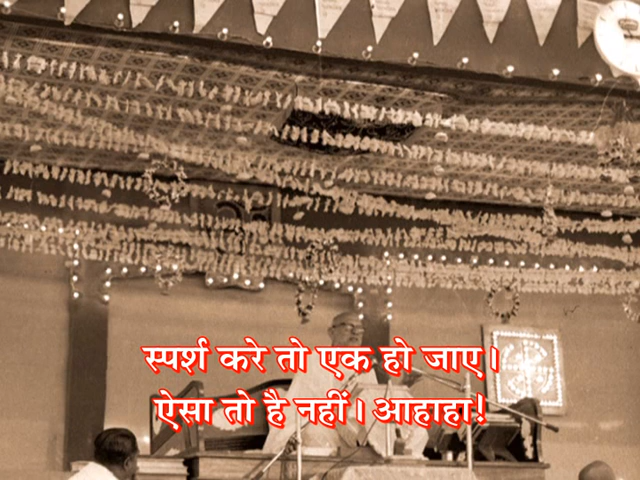 स्पर्श करे तो एक हो जाए।
ऐसा तो है नहीं। आहाहा!